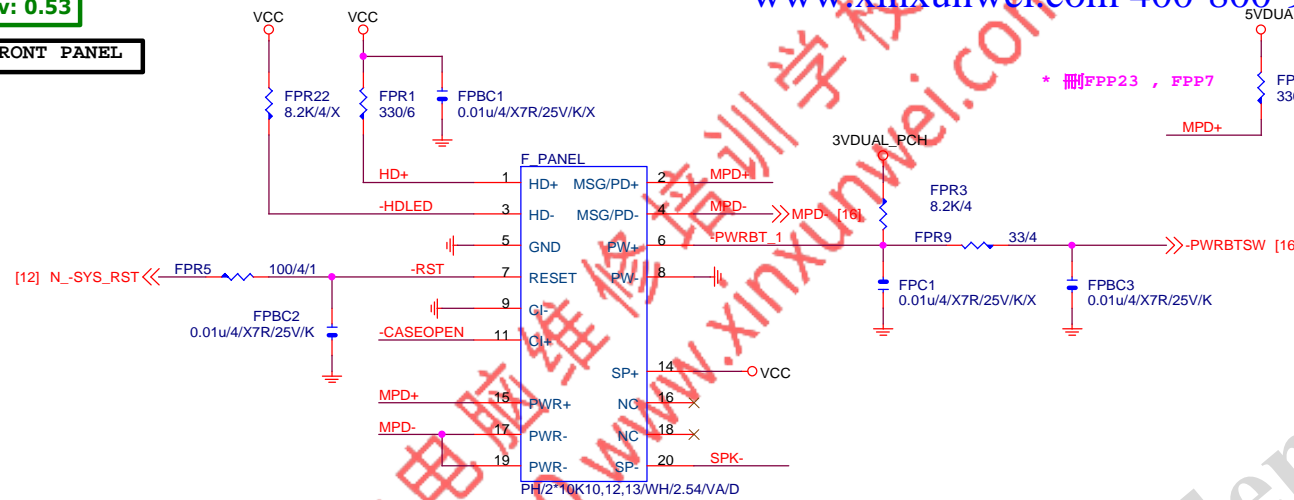 v: 0.53
RONT PANEL
www.xinxunwei.com 400-800-
VCC
VCC
5VDUA
FPR22
8.2K/4/X
FPR1
330/6
FPBC1
0.01u/4/X7R/25V/K/X
* 删FPP23 , FPP7
FP
330
MPD+
3VDUAL_PCH
F_PANEL
HD+
1
HD+
MSG/PD+
2
MPD+
FPR3
8.2K/4
-HDLED
3
HD-
MSG/PD-
4
MPD-
MPD- [16]
5
GND
PW+
6
-PWRBT_1
FPR9
33/4
-PWRBTSW [16
[12] N_-SYS_RST
FPR5
100/4/1
-RST
7
RESET
PW-
8
FPC1
0.01u/4/X7R/25V/K/X
FPBC3
0.01u/4/X7R/25V/K
9
CI-
FPBC2
0.01u/4/X7R/25V/K
-CASEOPEN
11
CI+
SP+
14
VCC
MPD+
15
PWR+
NC
16
MPD-
17
PWR-
NC
18
19
PWR-
SP-
20
SPK-
PH/2*10K10,12,13/WH/2.54/VA/D
电脑维修培训学校
www.xinxunwei.com